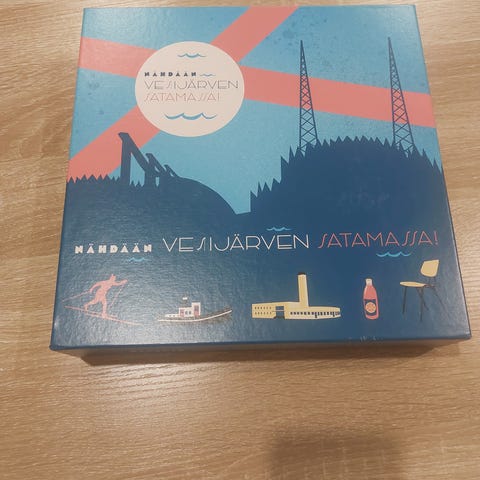 NÄHDÄÄN
VESIJÄRVEN
SATAMASSA!
NÄHDÄÄN VESIJÄRVEN SATAMASSA!